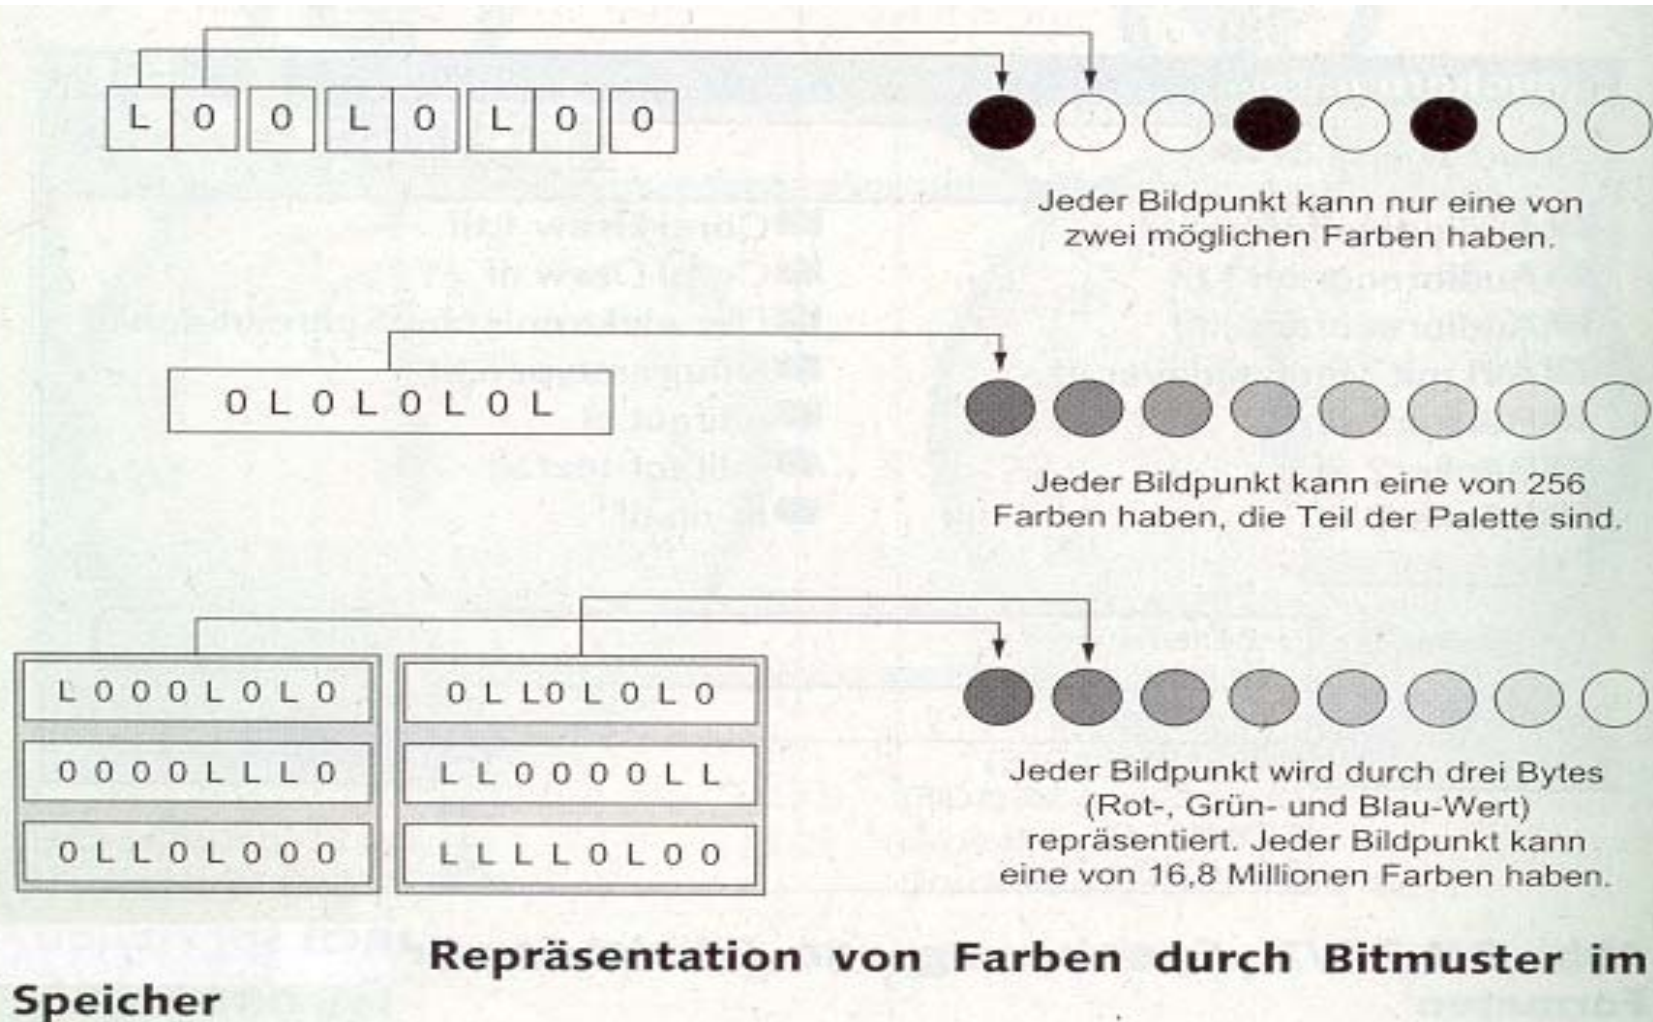 L 0 0 L 0 L 0 0
Jeder Bildpunkt kann nur eine von
zwei möglichen Farben haben.
0 L 0 L 0 L 0 L
Jeder Bildpunkt kann eine von 256
Farben haben, die Teil der Palette sind.
L 0 0 0 L 0 L 0
0 L L 0 L 0 L 0
0 0 0 0 L L L 0
L L 0 0 0 0 L L
0 L L 0 L 0 0 0
L L L L 0 L 0 0
Jeder Bildpunkt wird durch drei Bytes
(Rot-, Grün- und Blau-Wert)
repräsentiert. Jeder Bildpunkt kann
eine von 16,8 Millionen Farben haben.
Repräsentation von Farben durch Bitmuster im
Speicher